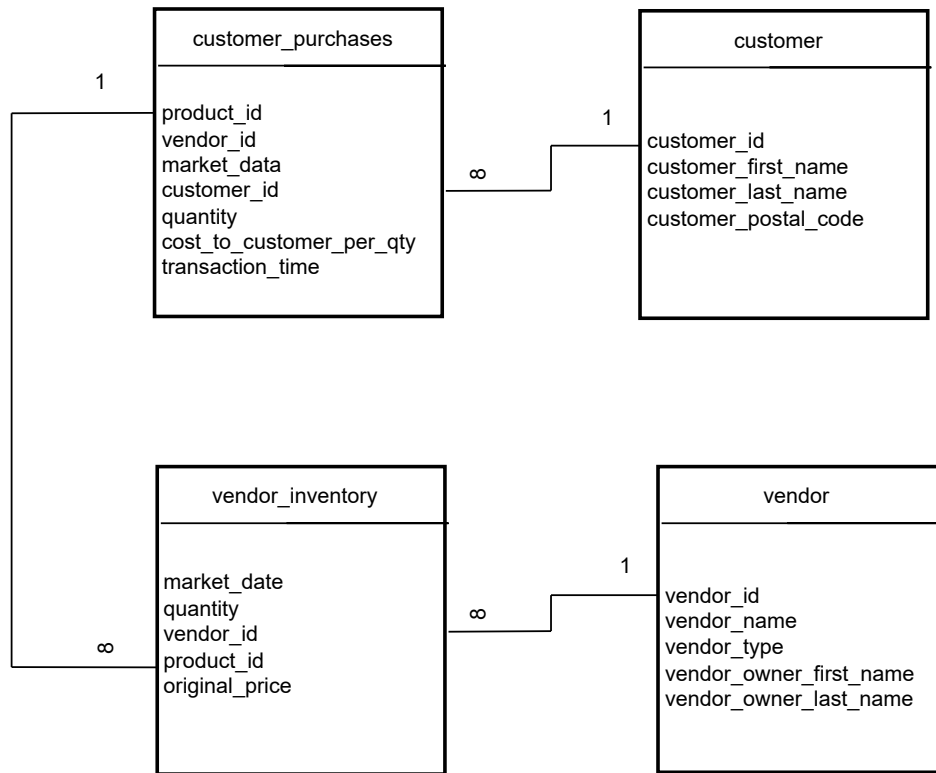 customer_purchases
1
product_id
vendor_id
market_data
customer_id
quantity
cost_to_customer_per_qty
transaction_time
∞
1
customer
customer_id
customer_first_name
customer_last_name
customer_postal_code
vendor_inventory
market_date
quantity
vendor_id
product_id
original_price
∞
∞
1
vendor
vendor_id
vendor_name
vendor_type
vendor_owner_first_name
vendor_owner_last_name